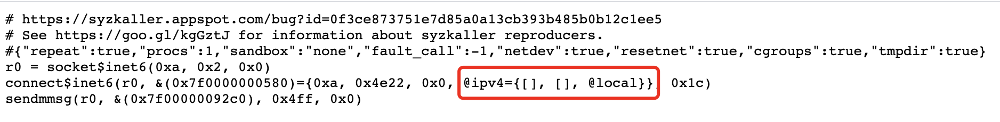 # https://syzkaller.appspot.com/bug?id=0f3ce873751e7d85a0a13cb393b485b0b12c1ee5
# See https://goo.gl/kgGztJ for information about syzkaller reproducers.
#{"repeat":true,"procs":1,"sandbox":"none","fault_call":-1,"netdev":true,"resetnet":true,"cgroups":true,"tmpdir":true}
r0 = socket$inet6(0xa, 0x2, 0x0)
connect$inet6(r0, &(0x7f0000000580)={0xa, 0x4e22, 0x0, @ipv4={[], [], @local}}, 0x1c)
sendmmsg(r0, &(0x7f00000092c0), 0x4ff, 0x0)